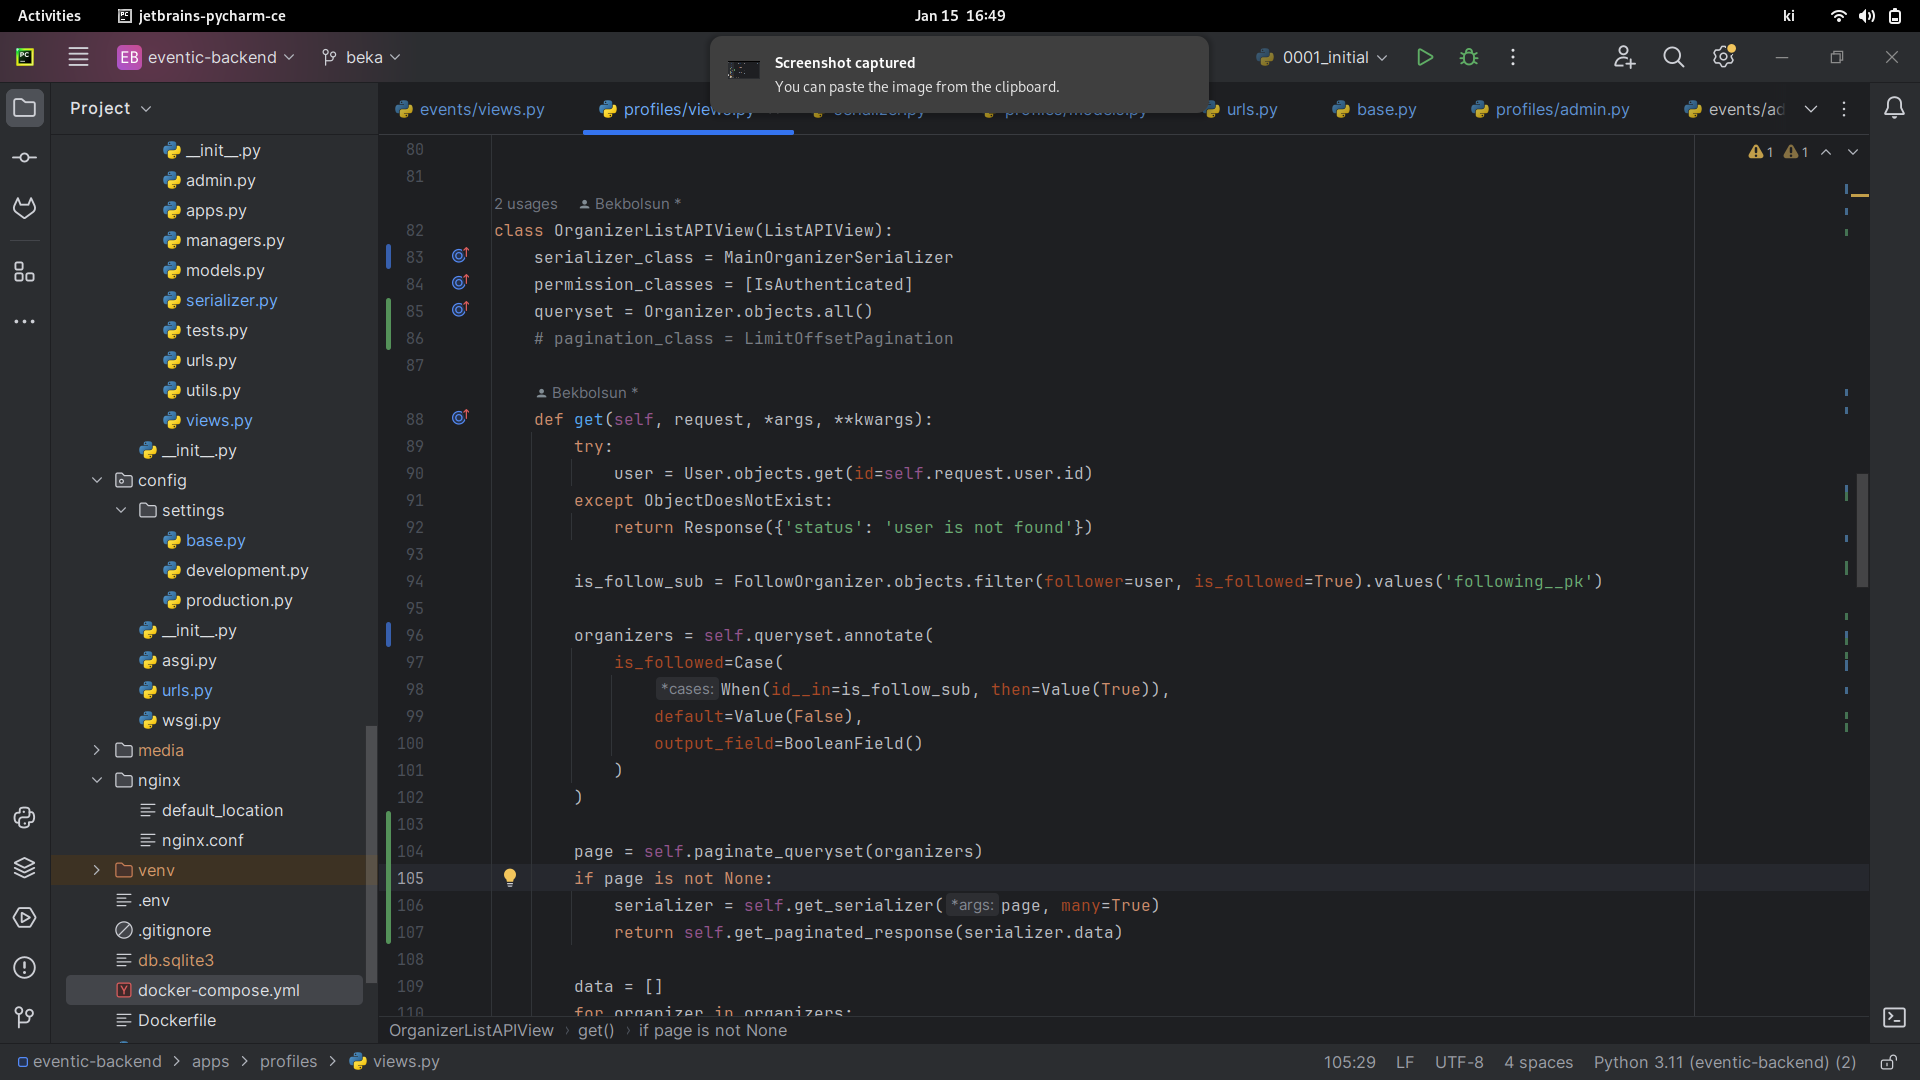 Activities
jetbrains-pycharm-ce
Jan 15 16:49
ki
EB eventic-backend
beka
Screenshot captured
You can paste the image from the clipboard.
0001_initial
Project
events/views.py
profiles/views.py
serializer.py
profiles/models.py
urls.py
base.py
profiles/admin.py
events/ad
__init__.py
admin.py
apps.py
managers.py
models.py
serializer.py
tests.py
urls.py
utils.py
views.py
__init__.py
config
settings
base.py
development.py
production.py
__init__.py
asgi.py
urls.py
wsgi.py
media
nginx
default_location
nginx.conf
venv
.env
.gitignore
db.sqlite3
docker-compose.yml
Dockerfile
1 1
80
81
2 usages Bekbolsun *
82 class OrganizerListAPIView(ListAPIView):
83 serializer_class = MainOrganizerSerializer
84 permission_classes = [IsAuthenticated]
85 queryset = Organizer.objects.all()
86 # pagination_class = LimitOffsetPagination
87
Bekbolsun *
88 def get(self, request, *args, **kwargs):
89 try:
90 user = User.objects.get(id=self.request.user.id)
91 except ObjectDoesNotExist:
92 return Response({'status': 'user is not found'})
93
94 is_follow_sub = FollowOrganizer.objects.filter(follower=user, is_followed=True).values('following__pk')
95
96 organizers = self.queryset.annotate(
97 is_followed=Case(
98 *cases: When(id__in=is_follow_sub, then=Value(True)),
99 default=Value(False),
100 output_field=BooleanField()
101 )
102 )
103
104 page = self.paginate_queryset(organizers)
105 if page is not None:
106 serializer = self.get_serializer( *args: page, many=True)
107 return self.get_paginated_response(serializer.data)
108
109 data = []
110 for organizer in organizers:
OrganizerListAPIView › get() › if page is not None
eventic-backend > apps > profiles > views.py
105:29 LF UTF-8 4 spaces Python 3.11 (eventic-backend) (2)